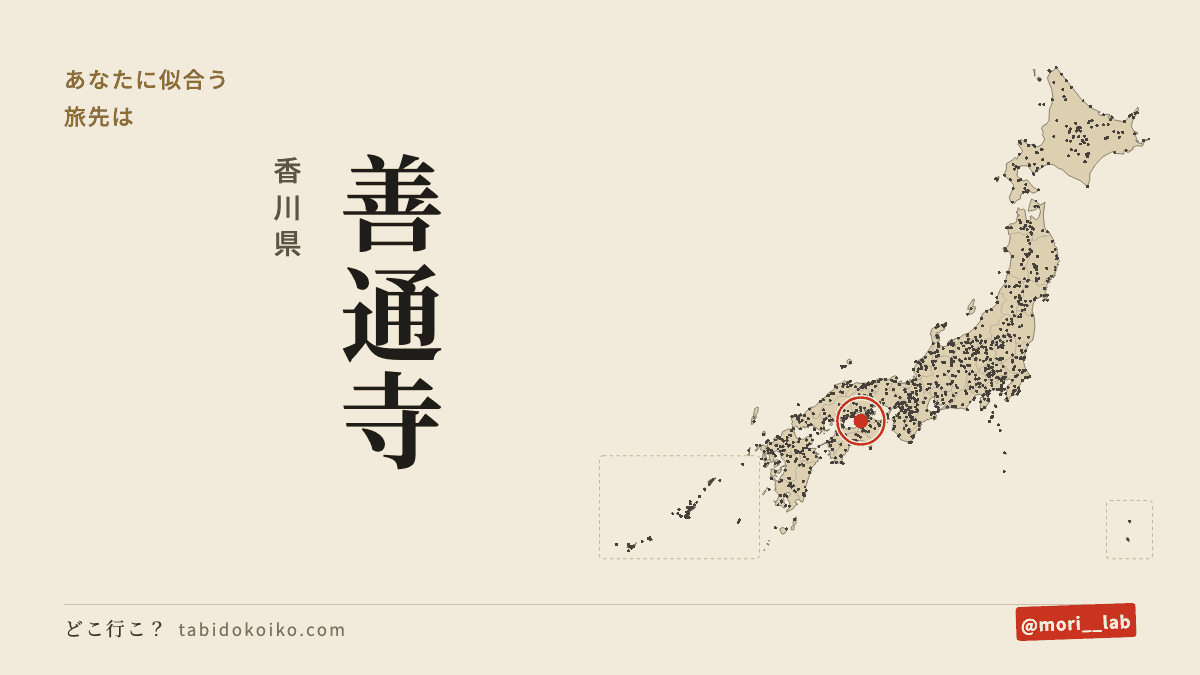 あなたに似合う
旅先は
善通寺
香川県
どこ行こ？ tabidokoiko.com
@mori__lab